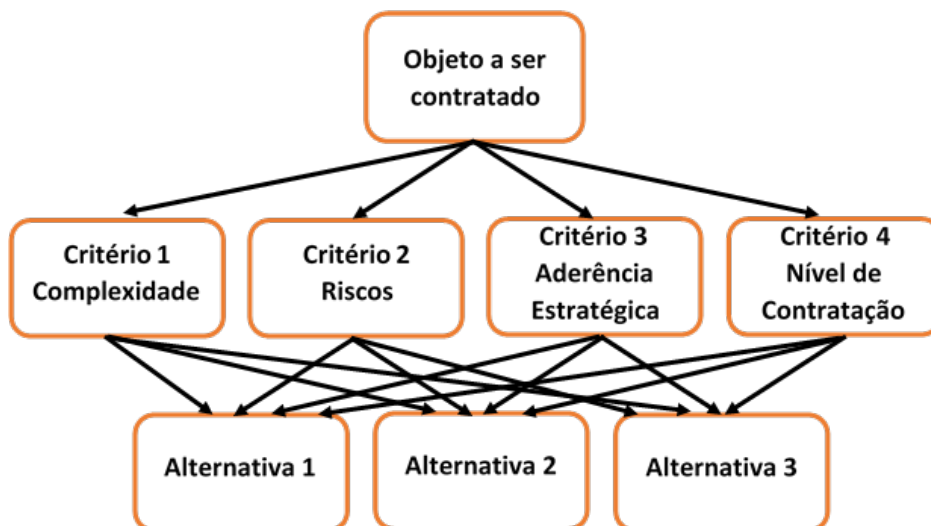 Objeto a ser
contratado
Critério 1
Complexidade
Critério 2
Riscos
Critério 3
Aderência
Estratégica
Critério 4
Nível de
Contratação
Alternativa 1
Alternativa 2
Alternativa 3